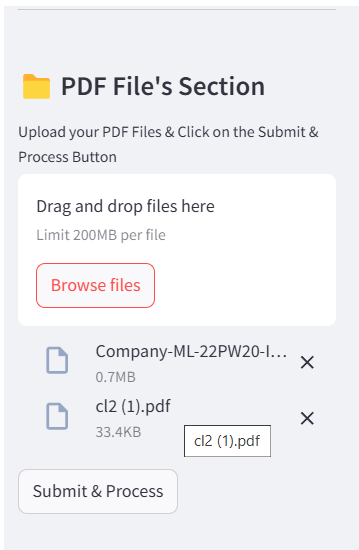 PDF File's Section
Upload your PDF Files & Click on the Submit &
Process Button
Drag and drop files here
Limit 200MB per file
Browse files
Company-ML-22PW20-I...
0.7MB
cl2 (1).pdf
33.4KB
cl2 (1).pdf
Submit & Process